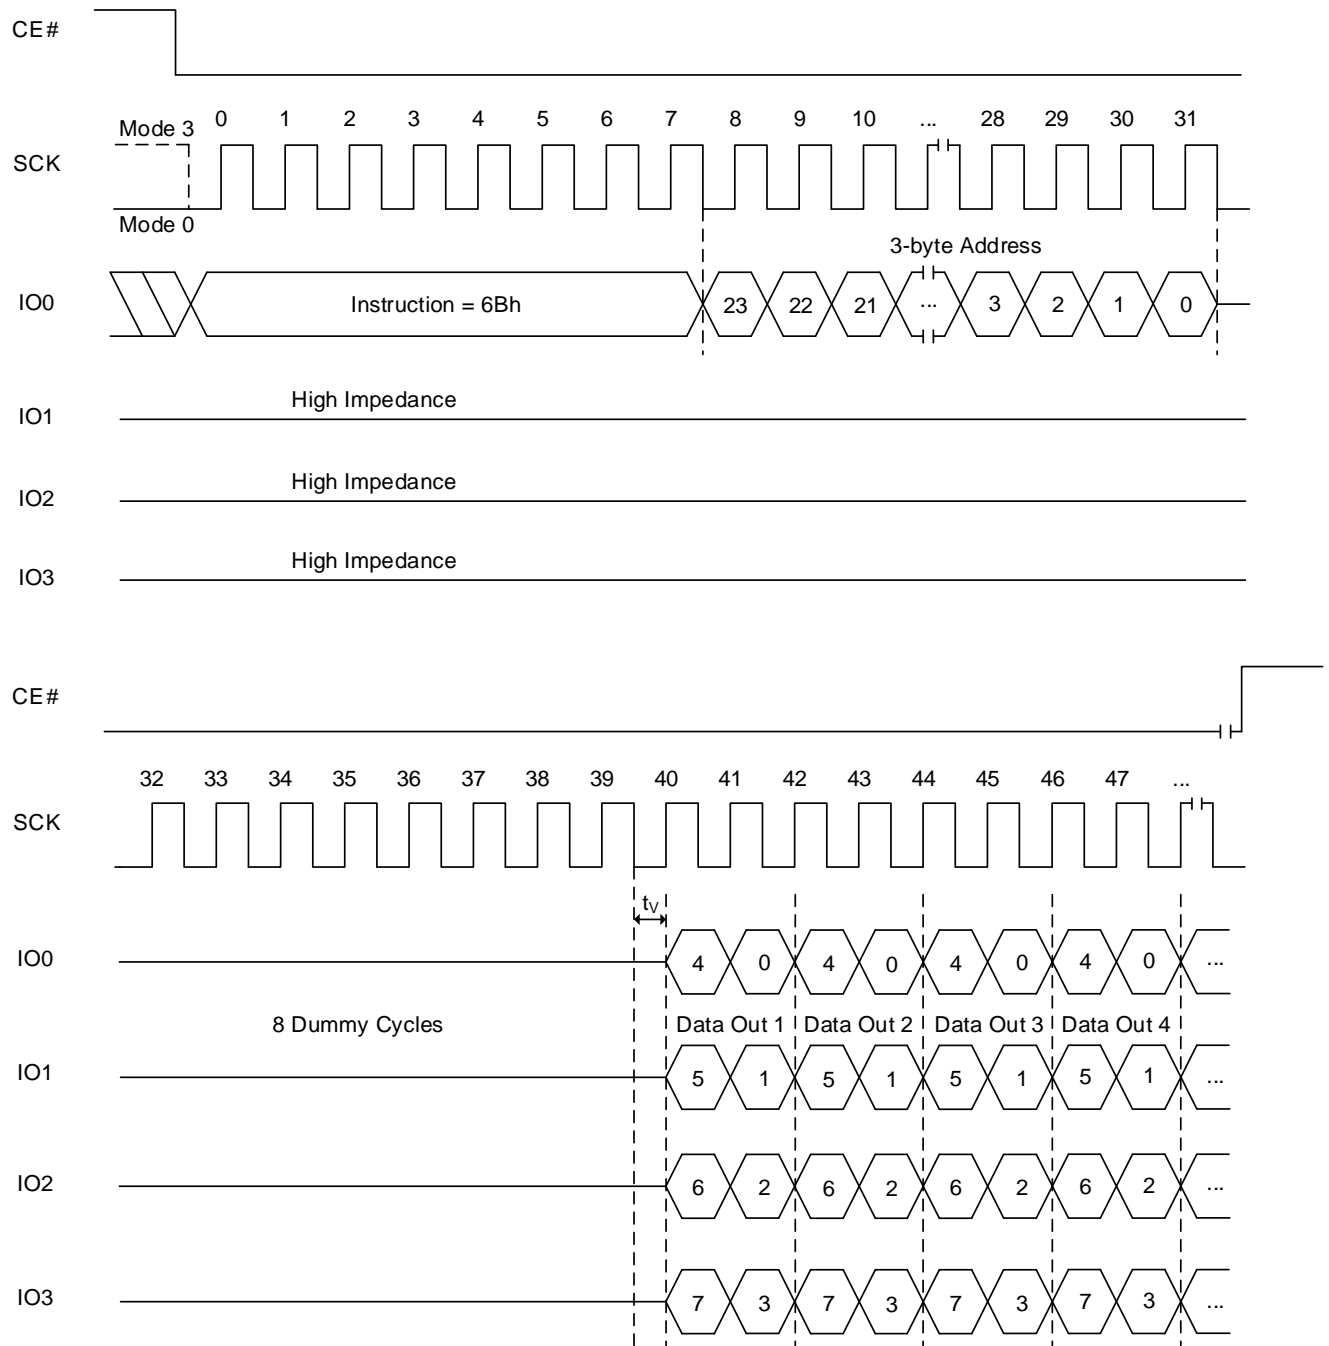 CE#
Mode 3 0 1 2 3 4 5 6 7 8 9 10 ... 28 29 30 31
SCK
Mode 0
3-byte Address
IO0 Instruction = 6Bh 23 22 21 ... 3 2 1 0
High Impedance
IO1
High Impedance
IO2
High Impedance
IO3
CE#
32 33 34 35 36 37 38 39 40 41 42 43 44 45 46 47 ...
SCK
tV
IO0 4 0 4 0 4 0 4 0 ...
8 Dummy Cycles Data Out 1 Data Out 2 Data Out 3 Data Out 4
IO1 5 1 5 1 5 1 5 1 ...
IO2 6 2 6 2 6 2 6 2 ...
IO3 7 3 7 3 7 3 7 3 ...